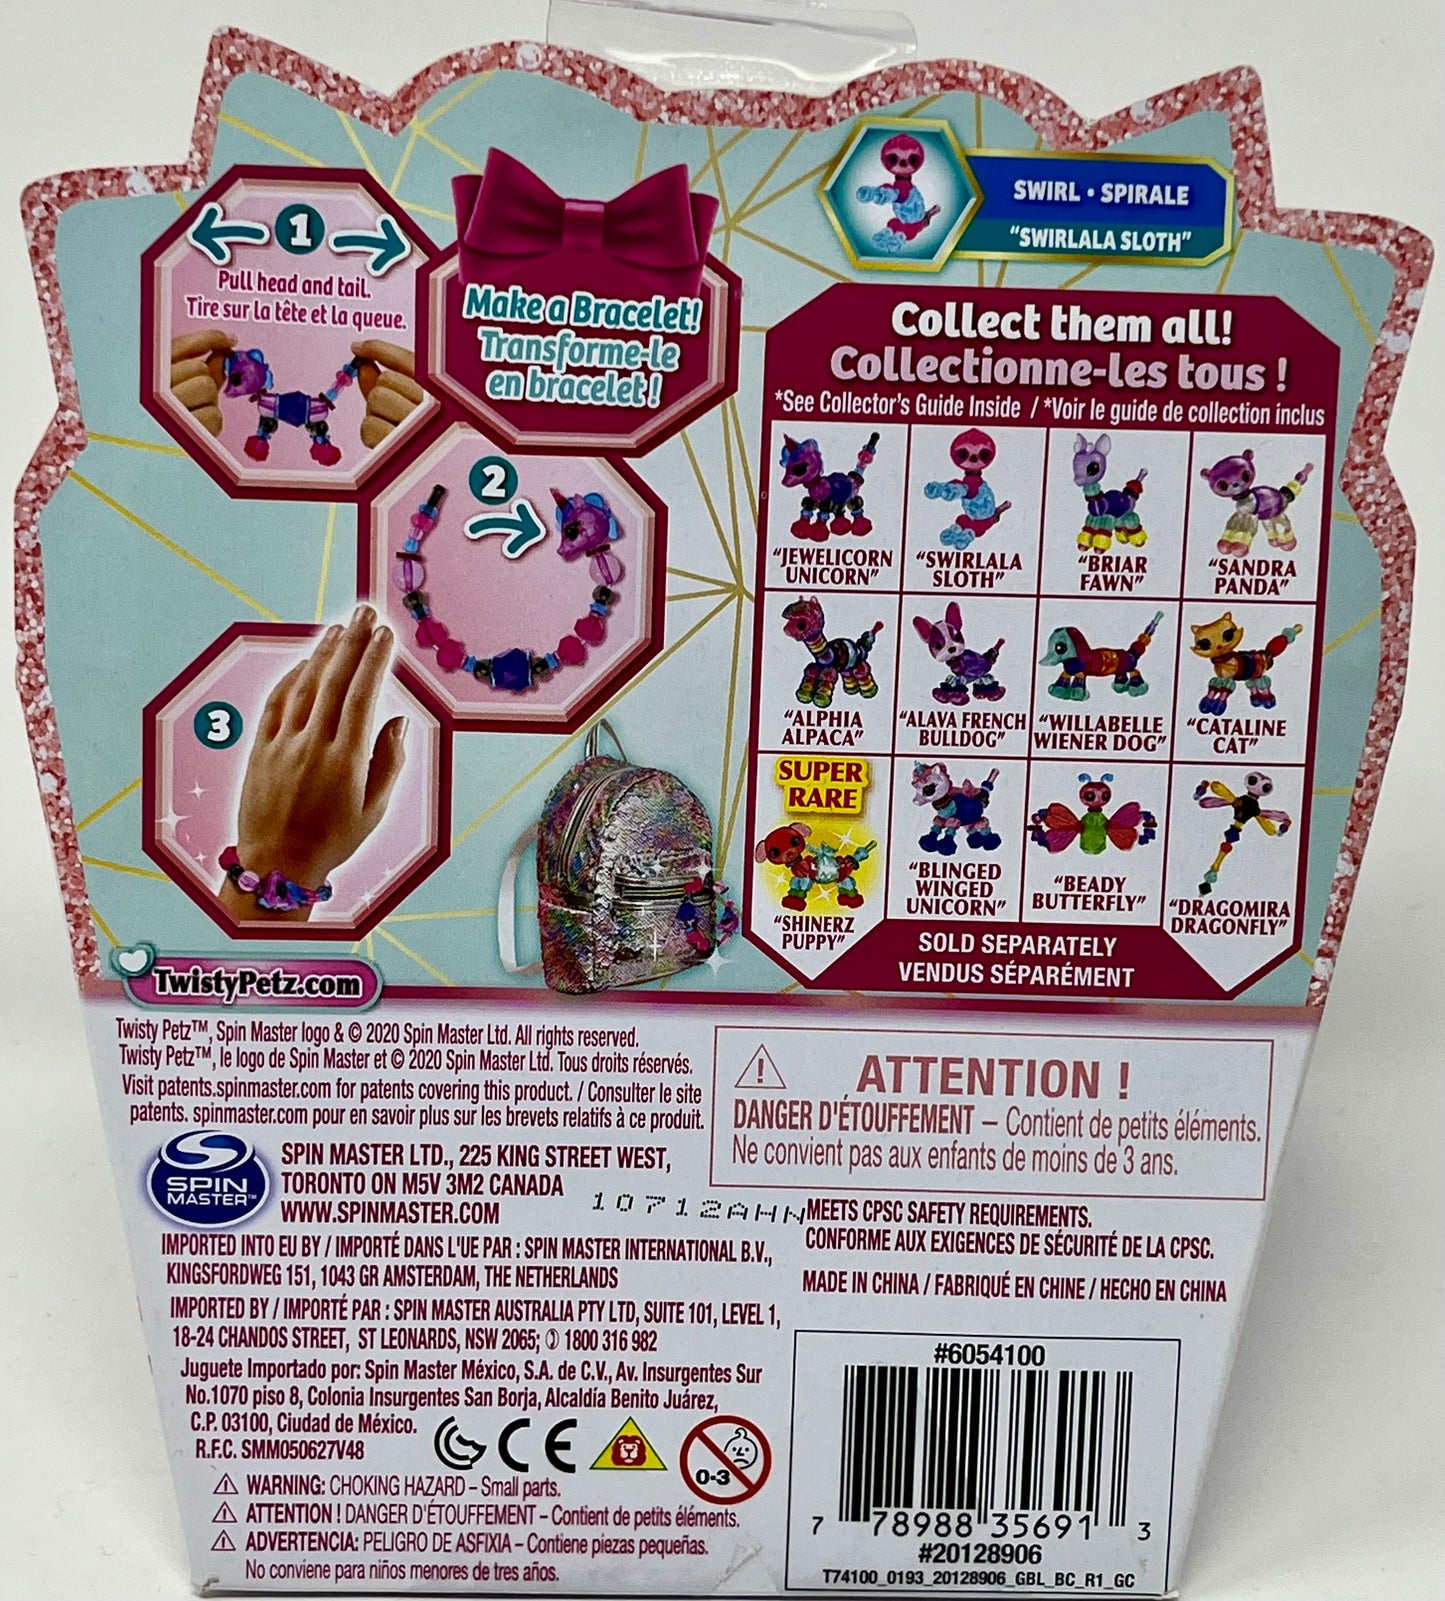 1
Pull head and tail.
Tire sur la tête et la queue.
Make a Bracelet!
Transforme-le
en bracelet !
2
3
SWIRL • SPIRALE
“SWIRLALA SLOTH”
Collect them all!
Collectionne-les tous !
*See Collector's Guide Inside / *Voir le guide de collection inclus
“JEWELICORN
UNICORN”
“SWIRLALA
SLOTH”
“BRIAR
FAWN”
“SANDRA
PANDA”
“ALPHIA
ALPACA”
“ALAVA FRENCH
BULLDOG”
“WILLABELLE
WIENER DOG”
“CATALINE
CAT”
SUPER
RARE
“SHINERZ
PUPPY”
“BLINGED
WINGED
UNICORN”
“BEADY
BUTTERFLY”
“DRAGOMIRA
DRAGONFLY”
SOLD SEPARATELY
VENDUS SÉPARÉMENT
TwistyPetz.com
Twisty Petz™, Spin Master logo & © 2020 Spin Master Ltd. All rights reserved.
Twisty Petz™, le logo de Spin Master et © 2020 Spin Master Ltd. Tous droits réservés.
Visit patents.spinmaster.com for patents covering this product. / Consulter le site
patents. spinmaster.com pour en savoir plus sur les brevets relatifs à ce produit.
ATTENTION !
DANGER D'ÉTOUFFEMENT – Contient de petits éléments.
Ne convient pas aux enfants de moins de 3 ans.
SPIN
MASTER™
SPIN MASTER LTD., 225 KING STREET WEST,
TORONTO ON M5V 3M2 CANADA
WWW.SPINMASTER.COM
10712AHN
MEETS CPSC SAFETY REQUIREMENTS.
CONFORME AUX EXIGENCES DE SÉCURITÉ DE LA CPSC.
MADE IN CHINA / FABRIQUÉ EN CHINE / HECHO EN CHINA
IMPORTED INTO EU BY / IMPORTÉ DANS L'UE PAR : SPIN MASTER INTERNATIONAL B.V.,
KINGSFORDWEG 151, 1043 GR AMSTERDAM, THE NETHERLANDS
IMPORTED BY / IMPORTÉ PAR : SPIN MASTER AUSTRALIA PTY LTD, SUITE 101, LEVEL 1,
18-24 CHANDOS STREET, ST LEONARDS, NSW 2065; ✆ 1800 316 982
Juguete Importado por: Spin Master México, S.A. de C.V., Av. Insurgentes Sur
No.1070 piso 8, Colonia Insurgentes San Borja, Alcaldía Benito Juárez,
C.P. 03100, Ciudad de México.
R.F.C. SMM050627V48
CE
0-3
⚠ WARNING: CHOKING HAZARD – Small parts.
⚠ ATTENTION ! DANGER D'ÉTOUFFEMENT – Contient de petits éléments.
⚠ ADVERTENCIA: PELIGRO DE ASFIXIA – Contiene piezas pequeñas.
No conviene para niños menores de tres años.
#6054100
7 78988 35691 3
#20128906
T74100_0193_20128906_GBL_BC_R1_GC